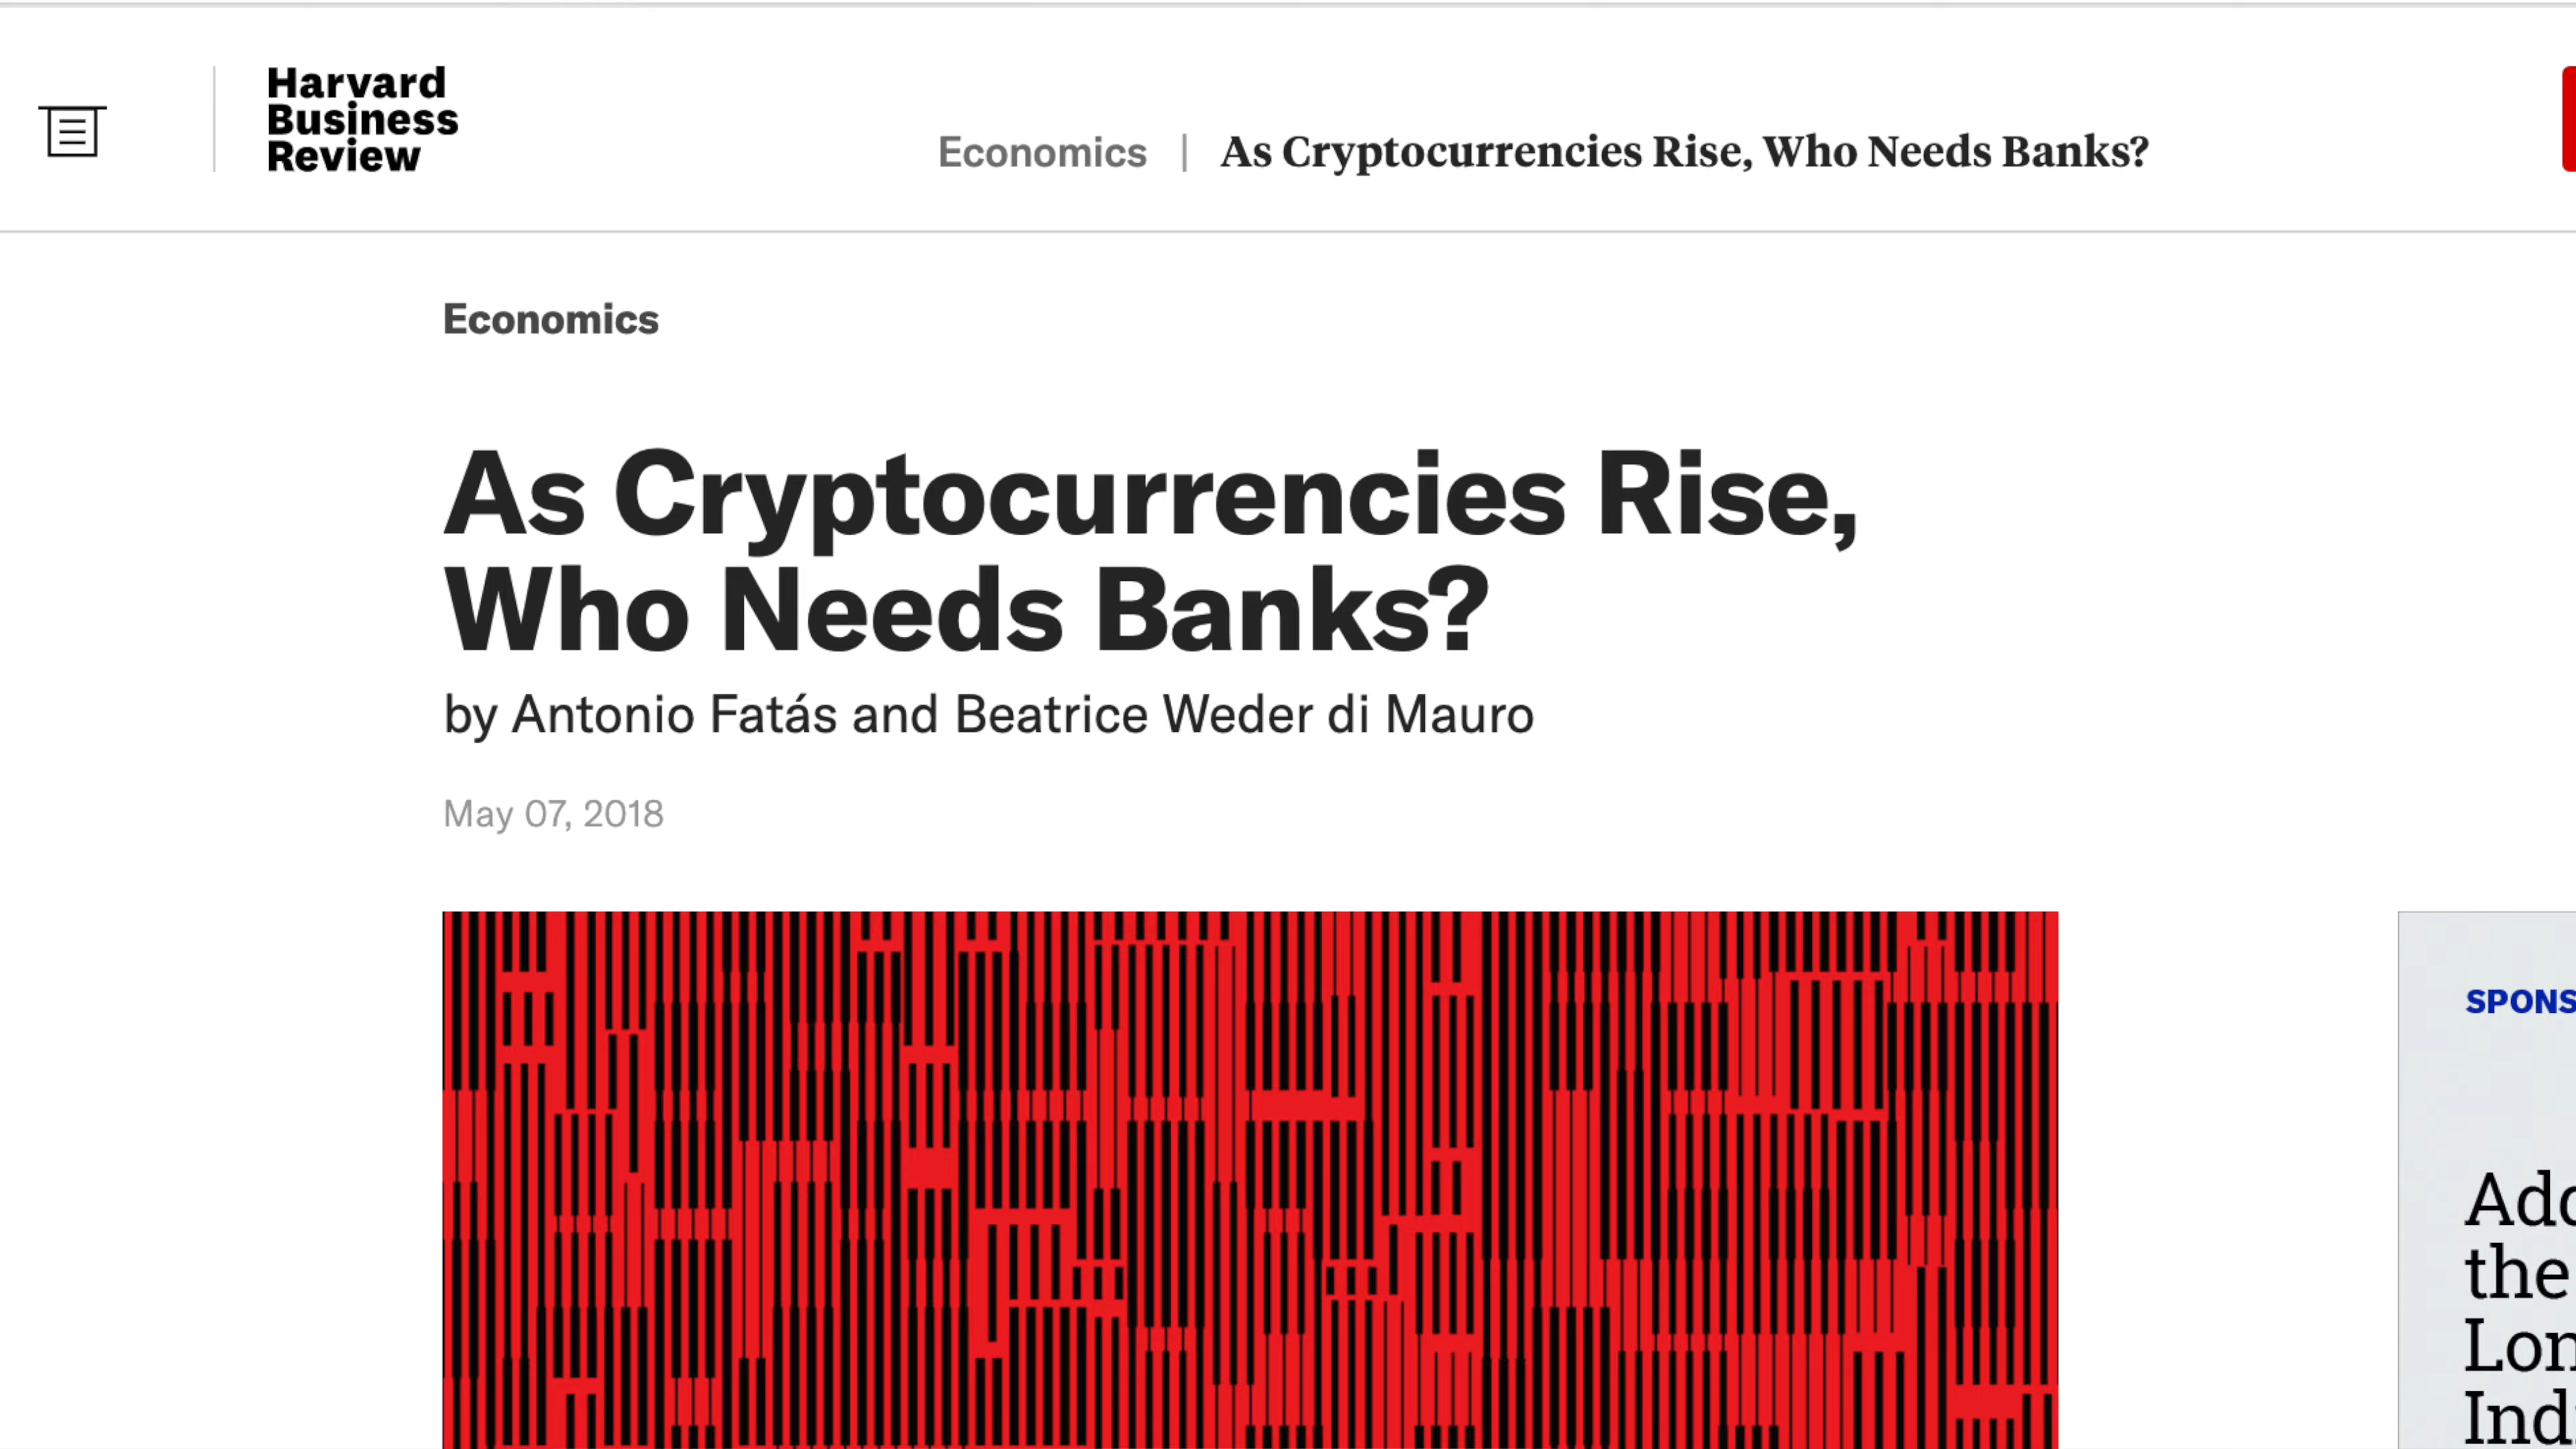 Harvard
Business
Review
Economics | As Cryptocurrencies Rise, Who Needs Banks?
Economics
As Cryptocurrencies Rise,
Who Needs Banks?
by Antonio Fatás and Beatrice Weder di Mauro
May 07, 2018
the